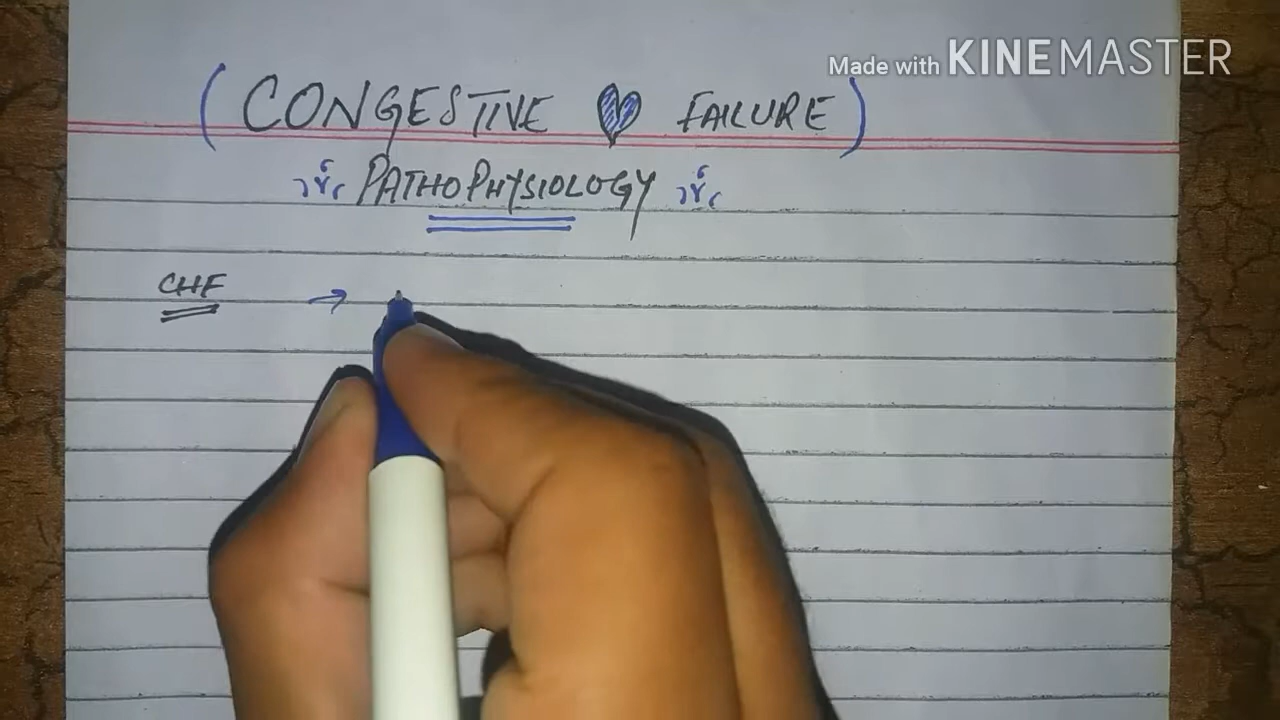 Made with KINEMASTER
(CONGESTIVE FAILURE)
PATHOPHYSIOLOGY
CHF →